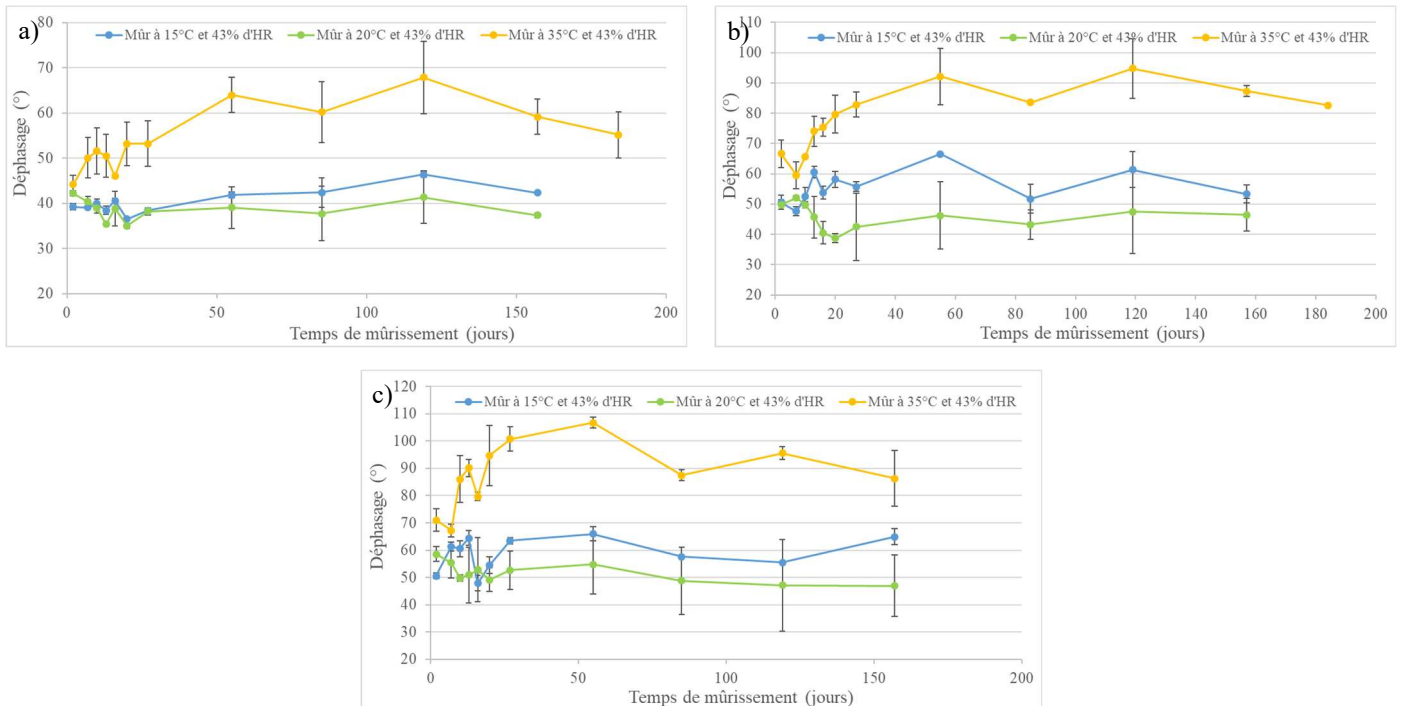 a)
Mûr à 15°C et 43% d'HR
Mûr à 20°C et 43% d'HR
Mûr à 35°C et 43% d'HR
80
70
60
50
40
30
20
Déphasage (°)
0
50
100
150
200
Temps de mûrissement (jours)
b)
Mûr à 15°C et 43% d'HR
Mûr à 20°C et 43% d'HR
Mûr à 35°C et 43% d'HR
110
100
90
80
70
60
50
40
30
20
Déphasage (°)
0
20
40
60
80
100
120
140
160
180
200
Temps de mûrissement (jours)
c)
Mûr à 15°C et 43% d'HR
Mûr à 20°C et 43% d'HR
Mûr à 35°C et 43% d'HR
120
110
100
90
80
70
60
50
40
30
20
Déphasage (°)
0
50
100
150
200
Temps de mûrissement (jours)